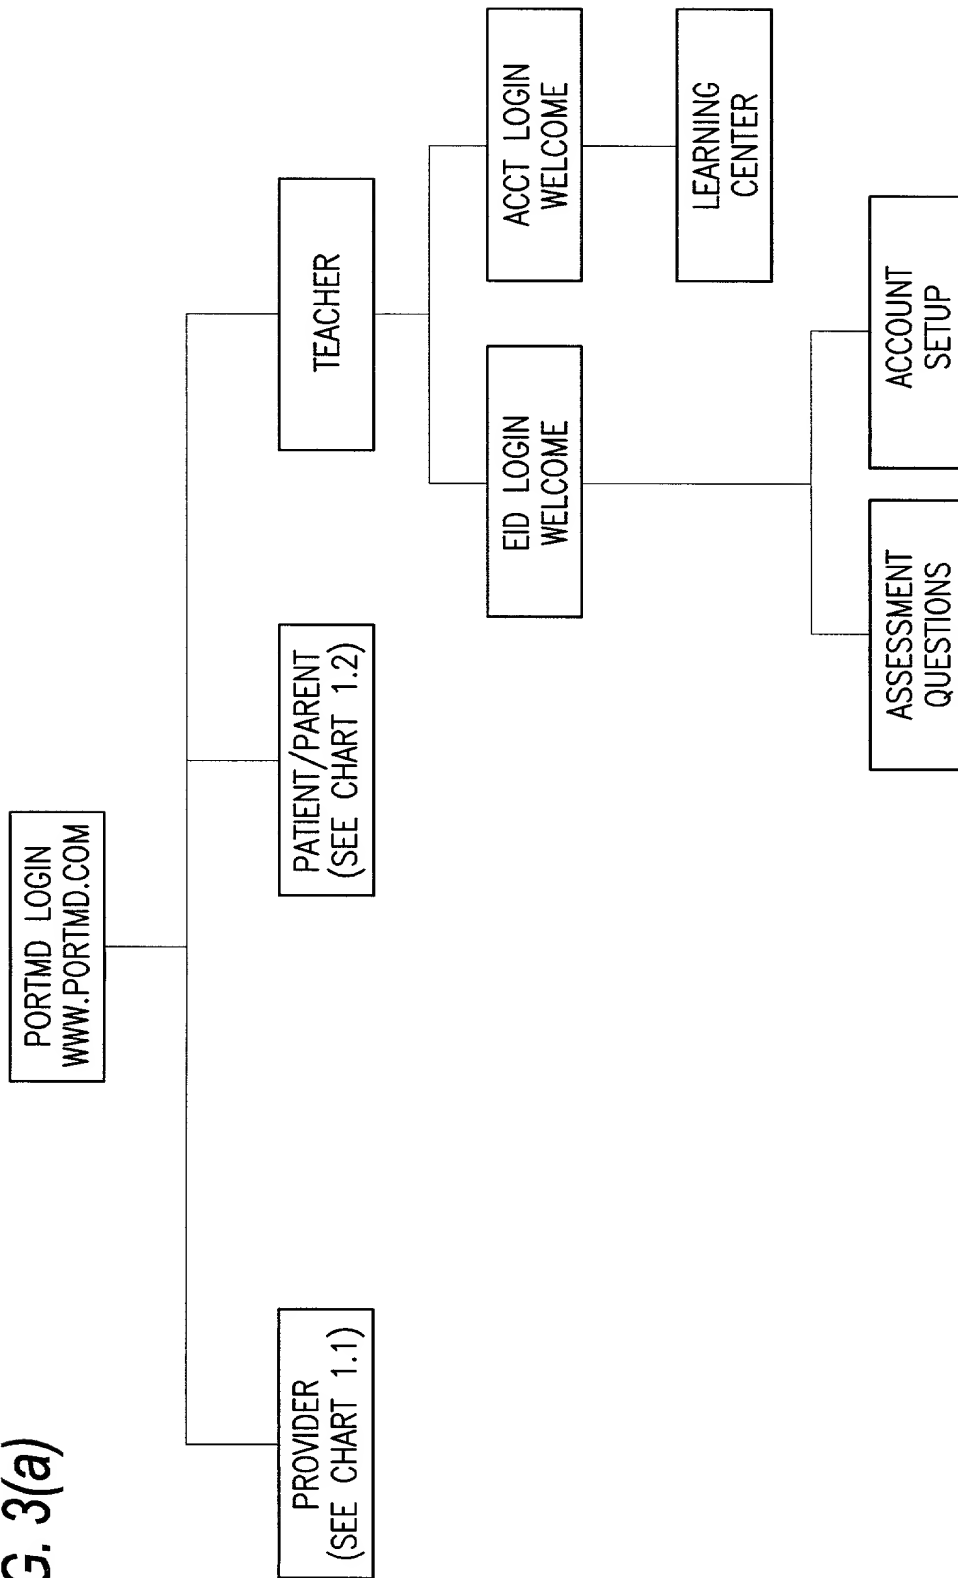 G. 3(a)
PORTMD LOGIN
WWW.PORTMD.COM
PROVIDER
(SEE CHART 1.1)
PATIENT/PARENT
(SEE CHART 1.2)
TEACHER
EID LOGIN
WELCOME
ACCT LOGIN
WELCOME
LEARNING
CENTER
ASSESSMENT
QUESTIONS
ACCOUNT
SETUP